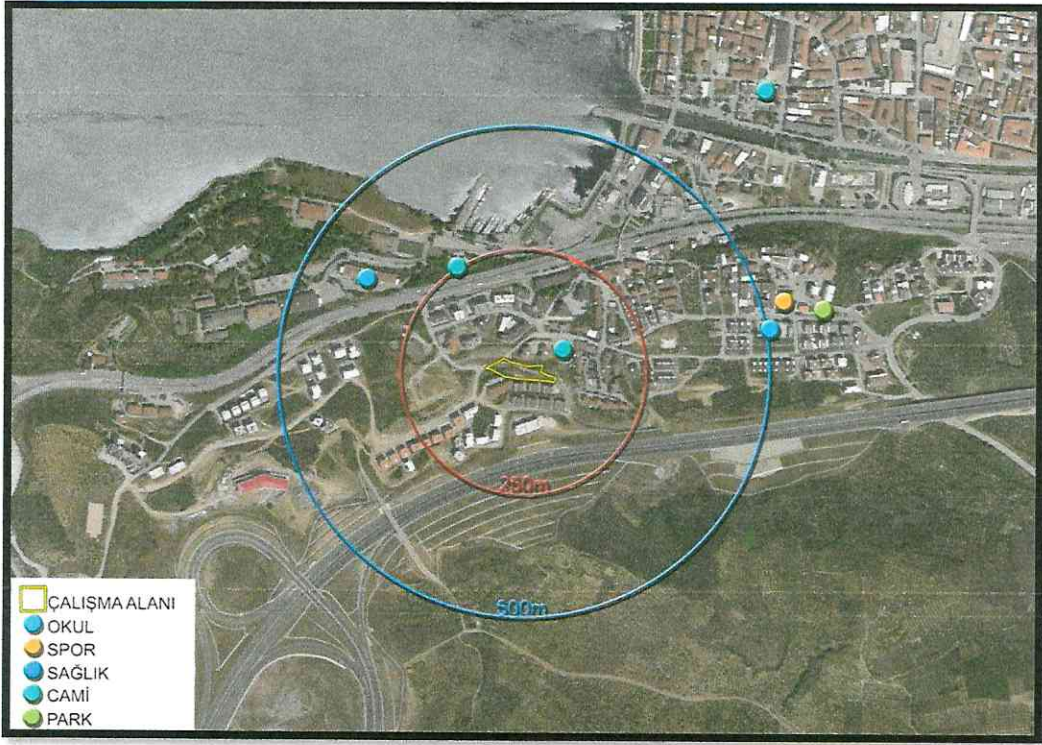 250m
500m
ÇALIŞMA ALANI
OKUL
SPOR
SAĞLIK
CAMİ
PARK